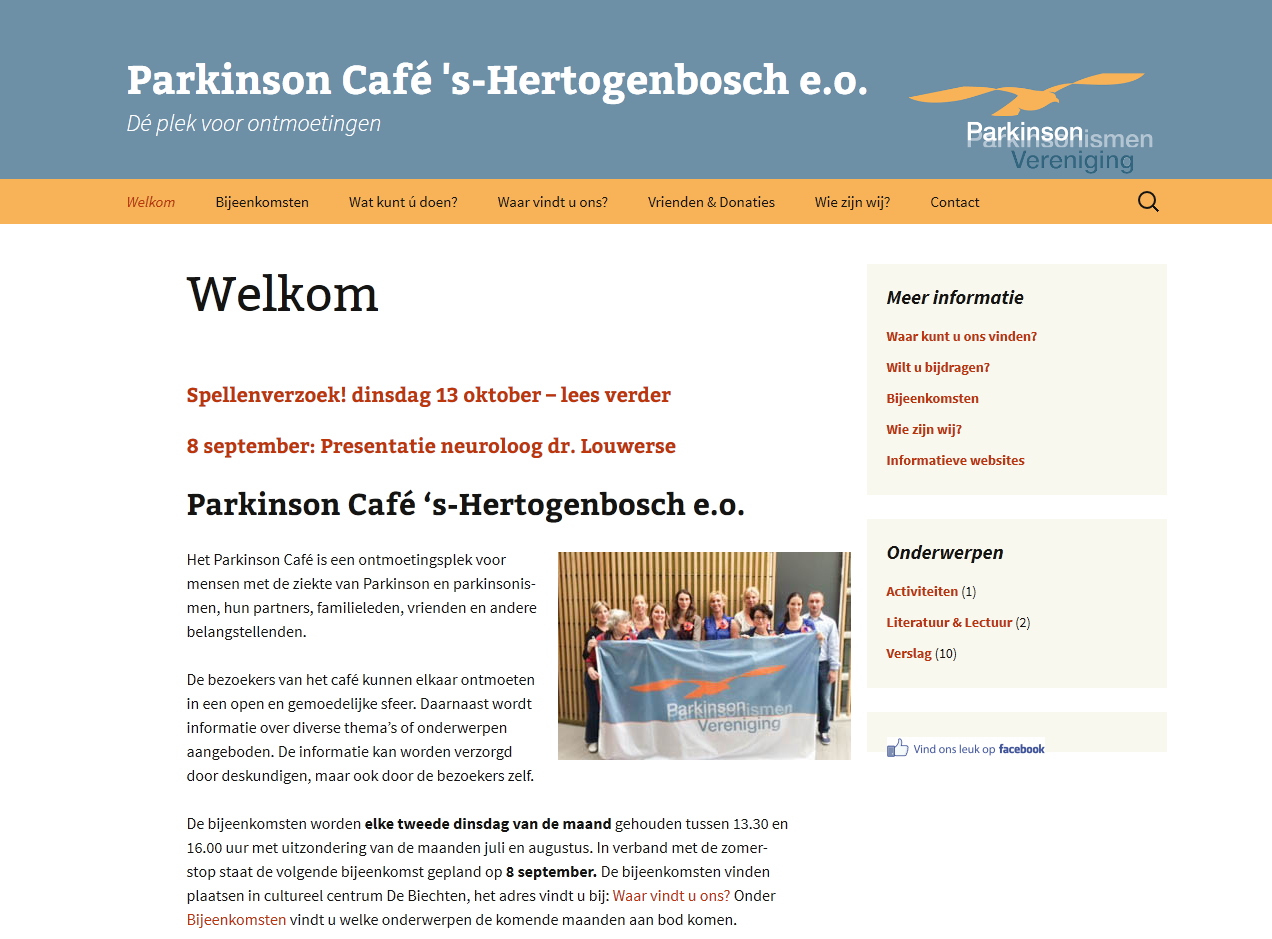 Parkinson Café 's-Hertogenbosch e.o.
Dé plek voor ontmoetingen
Parkinson
Parkinsonismen
Vereniging
Welkom Bijeenkomsten Wat kunt ú doen? Waar vindt u ons? Vrienden & Donaties Wie zijn wij? Contact
Welkom
Spellenverzoek! dinsdag 13 oktober – lees verder
8 september: Presentatie neuroloog dr. Louwerse
Parkinson Café ‘s-Hertogenbosch e.o.
Het Parkinson Café is een ontmoetingsplek voor
mensen met de ziekte van Parkinson en parkinsonis-
men, hun partners, familieleden, vrienden en andere
belangstellenden.
De bezoekers van het café kunnen elkaar ontmoeten
in een open en gemoedelijke sfeer. Daarnaast wordt
informatie over diverse thema’s of onderwerpen
aangeboden. De informatie kan worden verzorgd
door deskundigen, maar ook door de bezoekers zelf.
Parkinson
Parkinsonismen
Vereniging
De bijeenkomsten worden elke tweede dinsdag van de maand gehouden tussen 13.30 en
16.00 uur met uitzondering van de maanden juli en augustus. In verband met de zomer-
stop staat de volgende bijeenkomst gepland op 8 september. De bijeenkomsten vinden
plaatsen in cultureel centrum De Biechten, het adres vindt u bij: Waar vindt u ons? Onder
Bijeenkomsten vindt u welke onderwerpen de komende maanden aan bod komen.
Meer informatie
Waar kunt u ons vinden?
Wilt u bijdragen?
Bijeenkomsten
Wie zijn wij?
Informatieve websites
Onderwerpen
Activiteiten (1)
Literatuur & Lectuur (2)
Verslag (10)
Vind ons leuk op facebook